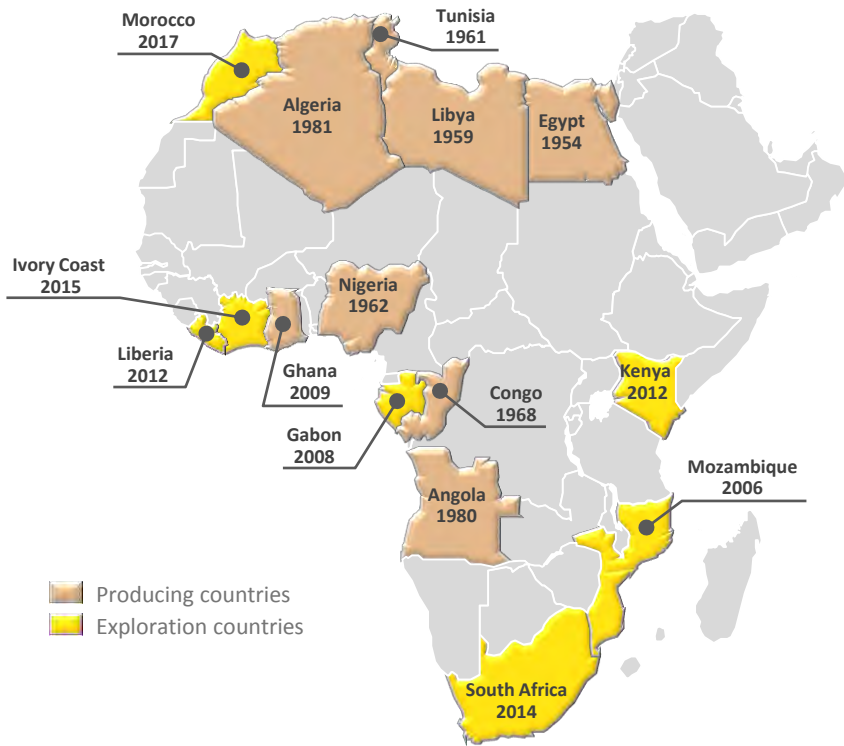 Morocco
2017
Tunisia
1961
Algeria
1981
Libya
1959
Egypt
1954
Ivory Coast
2015
Nigeria
1962
Liberia
2012
Ghana
2009
Kenya
2012
Congo
1968
Gabon
2008
Mozambique
2006
Angola
1980
Producing countries
Exploration countries
South Africa
2014